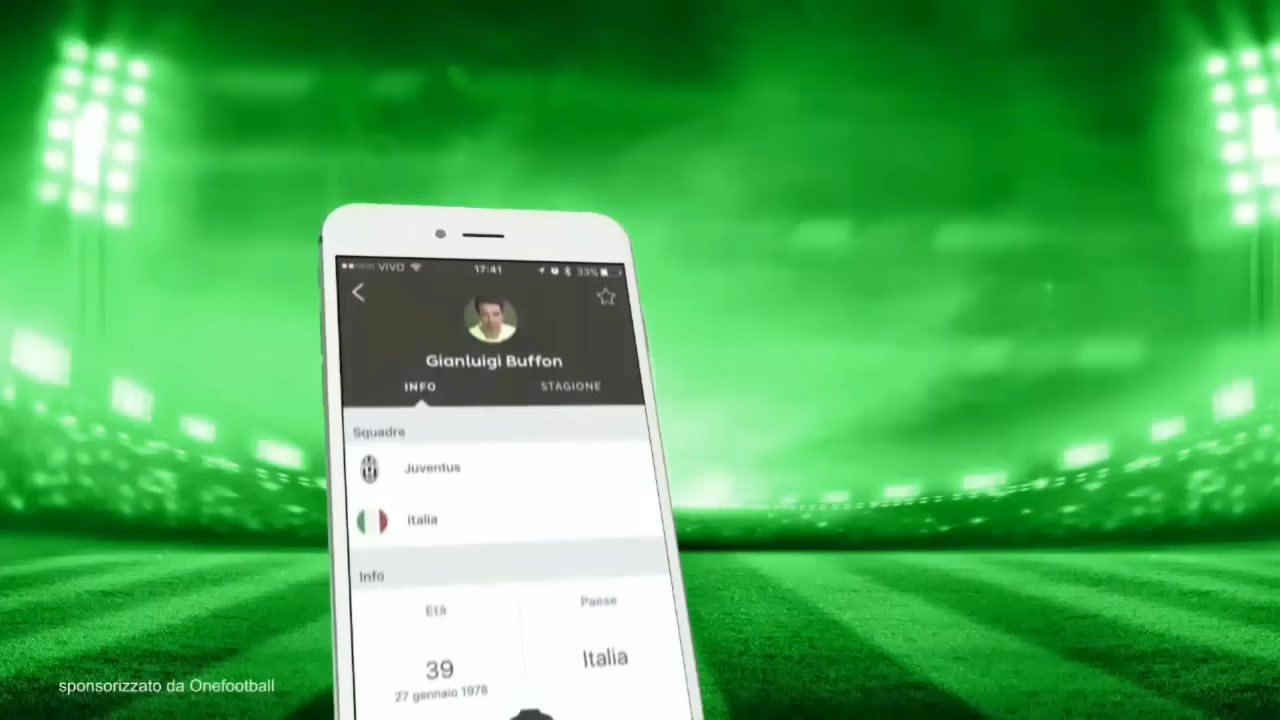 VIVO 17:41 33%
Gianluigi Buffon
INFO STAGIONE
Squadre
Juventus
Italia
Info
Età Paese
39 Italia
27 gennaio 1978
sponsorizzato da Onefootball